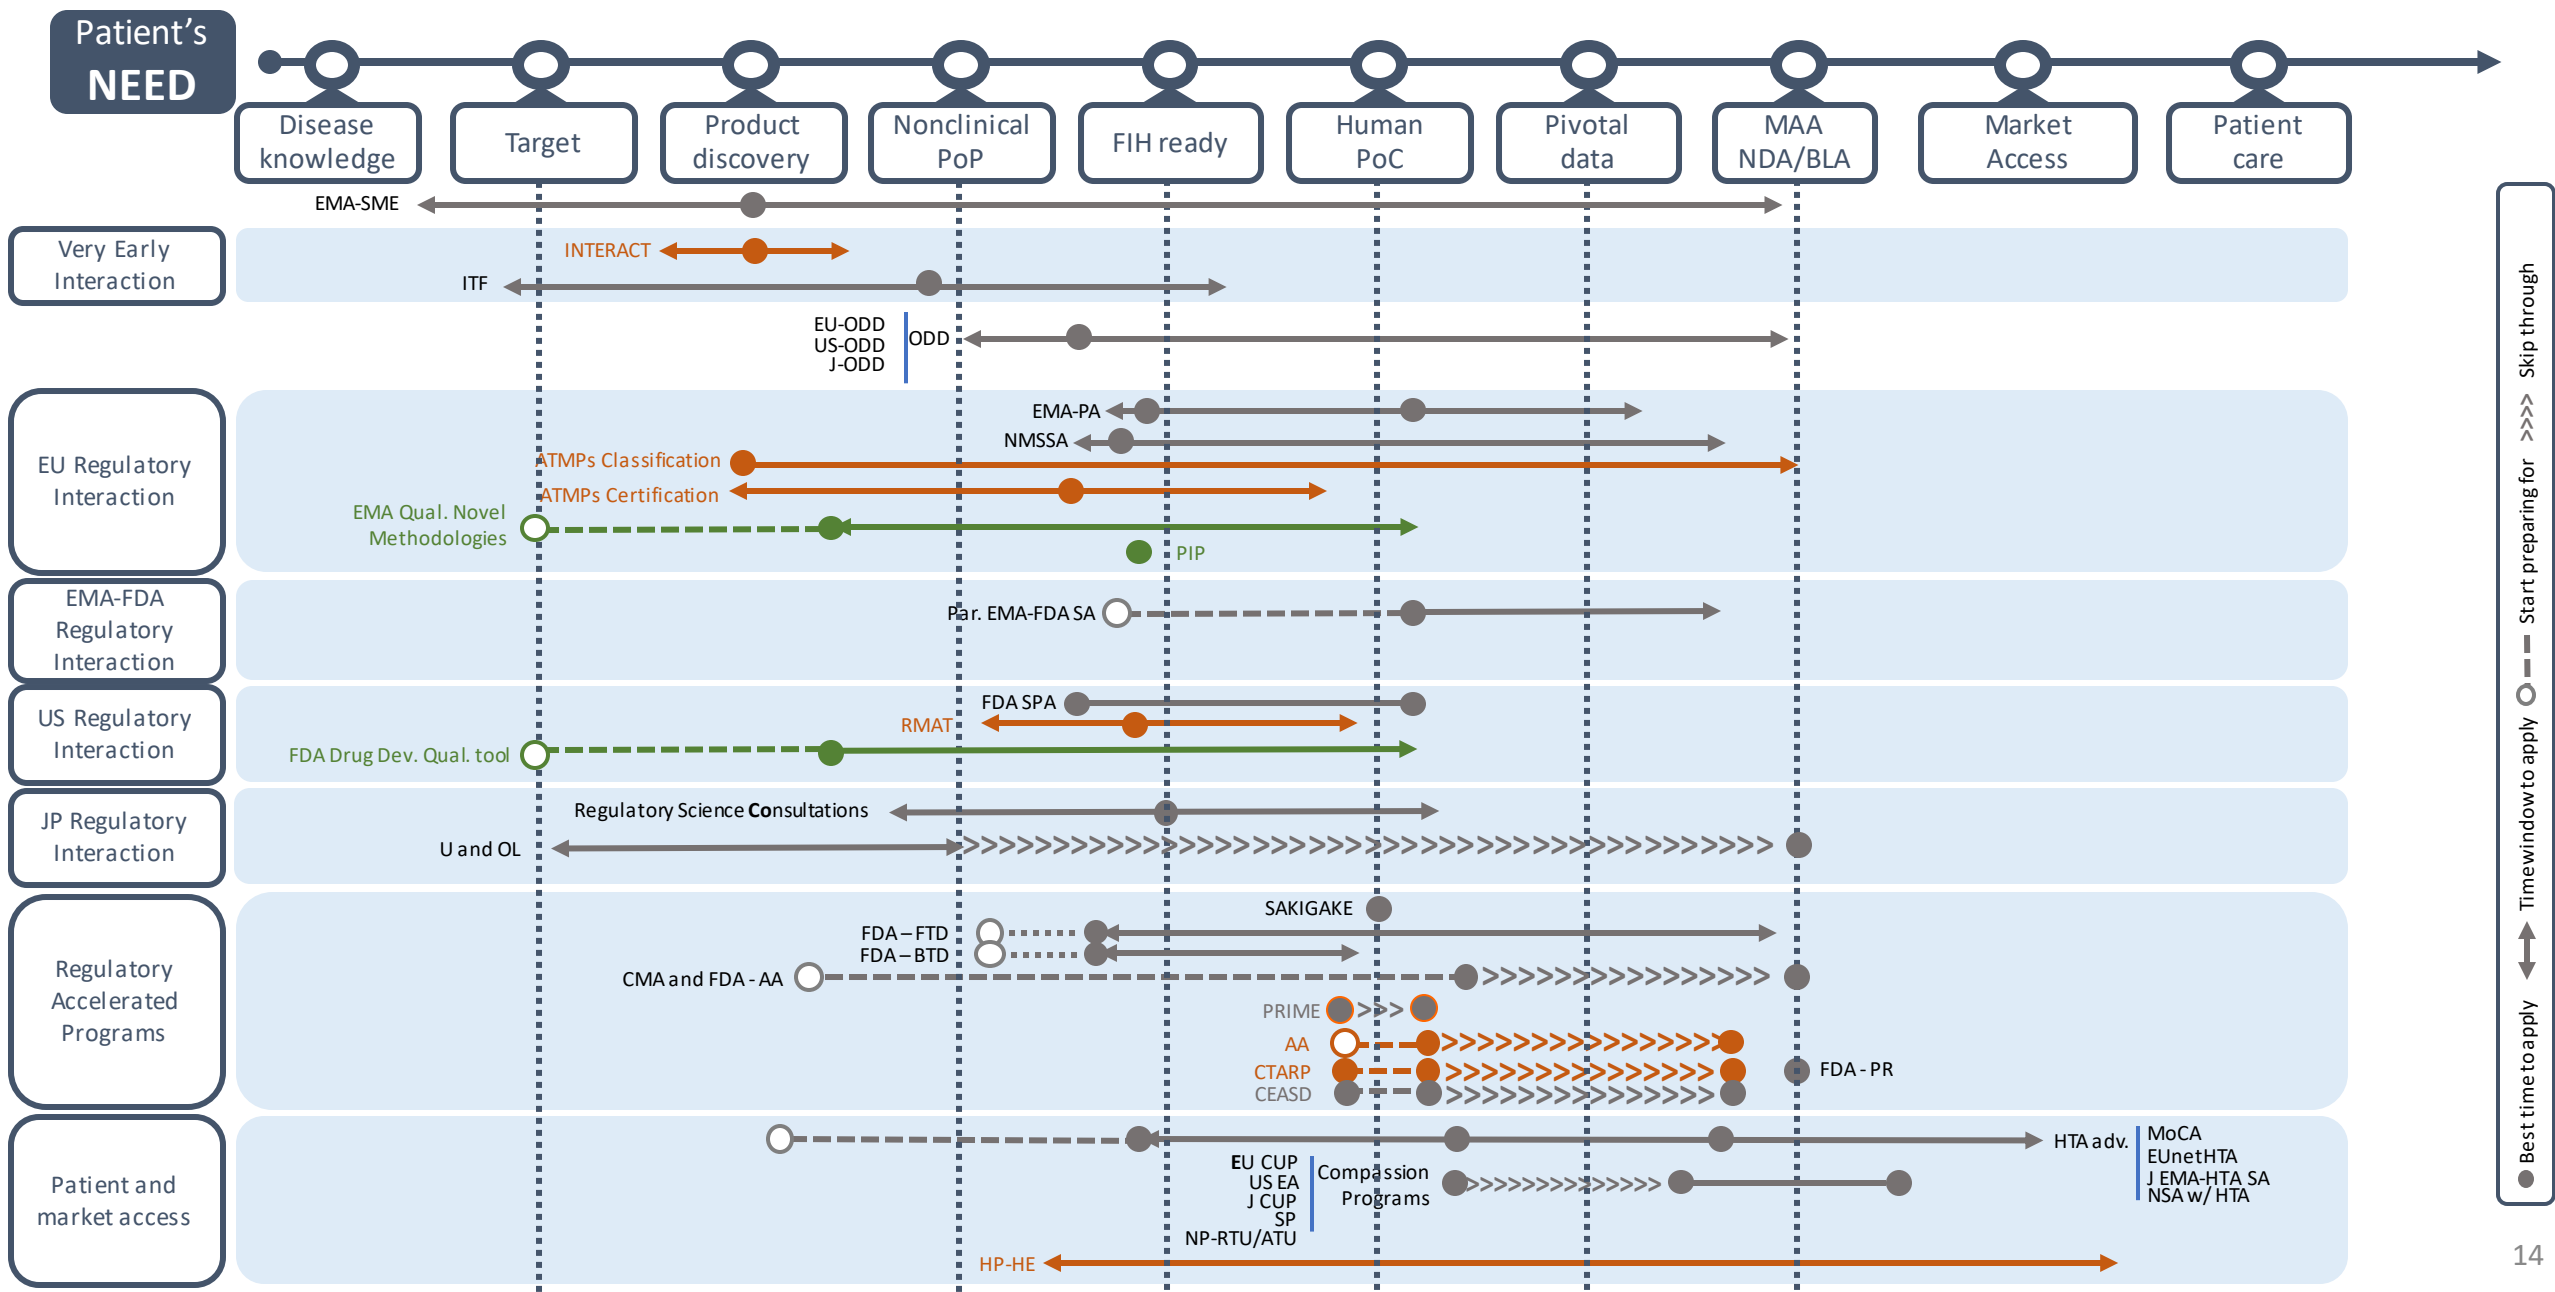 Patient's
NEED
Disease
knowledge
Target
Product
discovery
Nonclinical
PoP
FIH ready
Human
PoC
Pivotal
data
MAA
NDA/BLA
Market
Access
Patient
care
EMA-SME
Very Early
Interaction
INTERACT
ITF
EU-ODD
US-ODD
J-ODD
ODD
EU Regulatory
Interaction
EMA-PA
NMSSA
ATMPs Classification
ATMPs Certification
EMA Qual. Novel
Methodologies
PIP
EMA-FDA
Regulatory
Interaction
Par. EMA-FDA SA
US Regulatory
Interaction
FDA SPA
RMAT
FDA Drug Dev. Qual. tool
JP Regulatory
Interaction
Regulatory Science Consultations
U and OL
>>>>>>>>>>>>>>>>>>>>>>>>>>>>>>>>>>>>>>>>>>>>>
Regulatory
Accelerated
Programs
SAKIGAKE
FDA – FTD
FDA – BTD
CMA and FDA - AA
>>>>>>>>>>>>>>>>
PRIME
>>>
AA
>>>>>>>>>>>>>>>>
CTARP
>>>>>>>>>>>>>>>
FDA - PR
CEASD
>>>>>>>>>>>>>>>
Patient and
market access
HTA adv.
MoCA
EUnetHTA
J EMA-HTA SA
NSA w/ HTA
EU CUP
US EA
J CUP
SP
NP-RTU/ATU
Compassion
Programs
>>>>>>>>>>>>>>
HP-HE
Best time to apply
Time window to apply
Start preparing for
>>>> Skip through
14